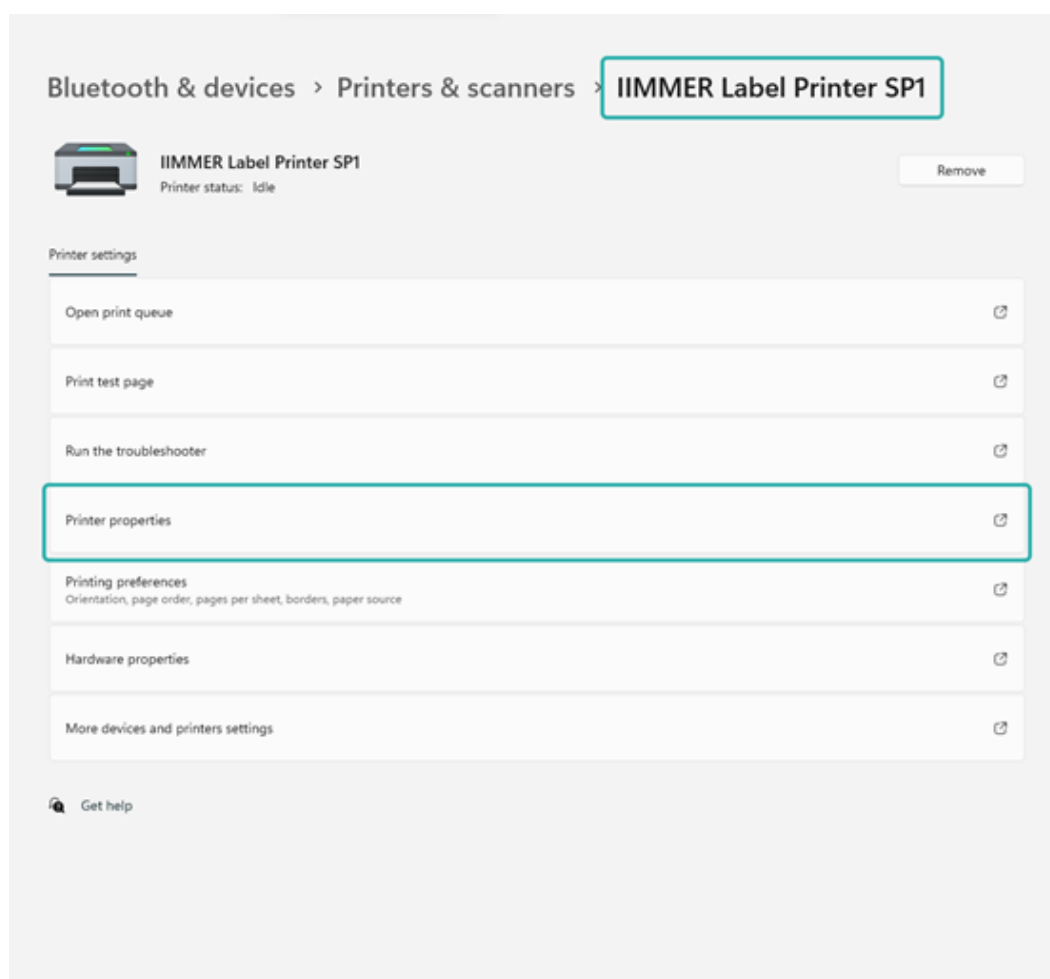 Bluetooth & devices > Printers & scanners > IIMMER Label Printer SP1
IIMMER Label Printer SP1
Printer status: Idle
Remove
Printer settings
Open print queue
Print test page
Run the troubleshooter
Printer properties
Printing preferences
Orientation, page order, pages per sheet, borders, paper source
Hardware properties
More devices and printers settings
Get help